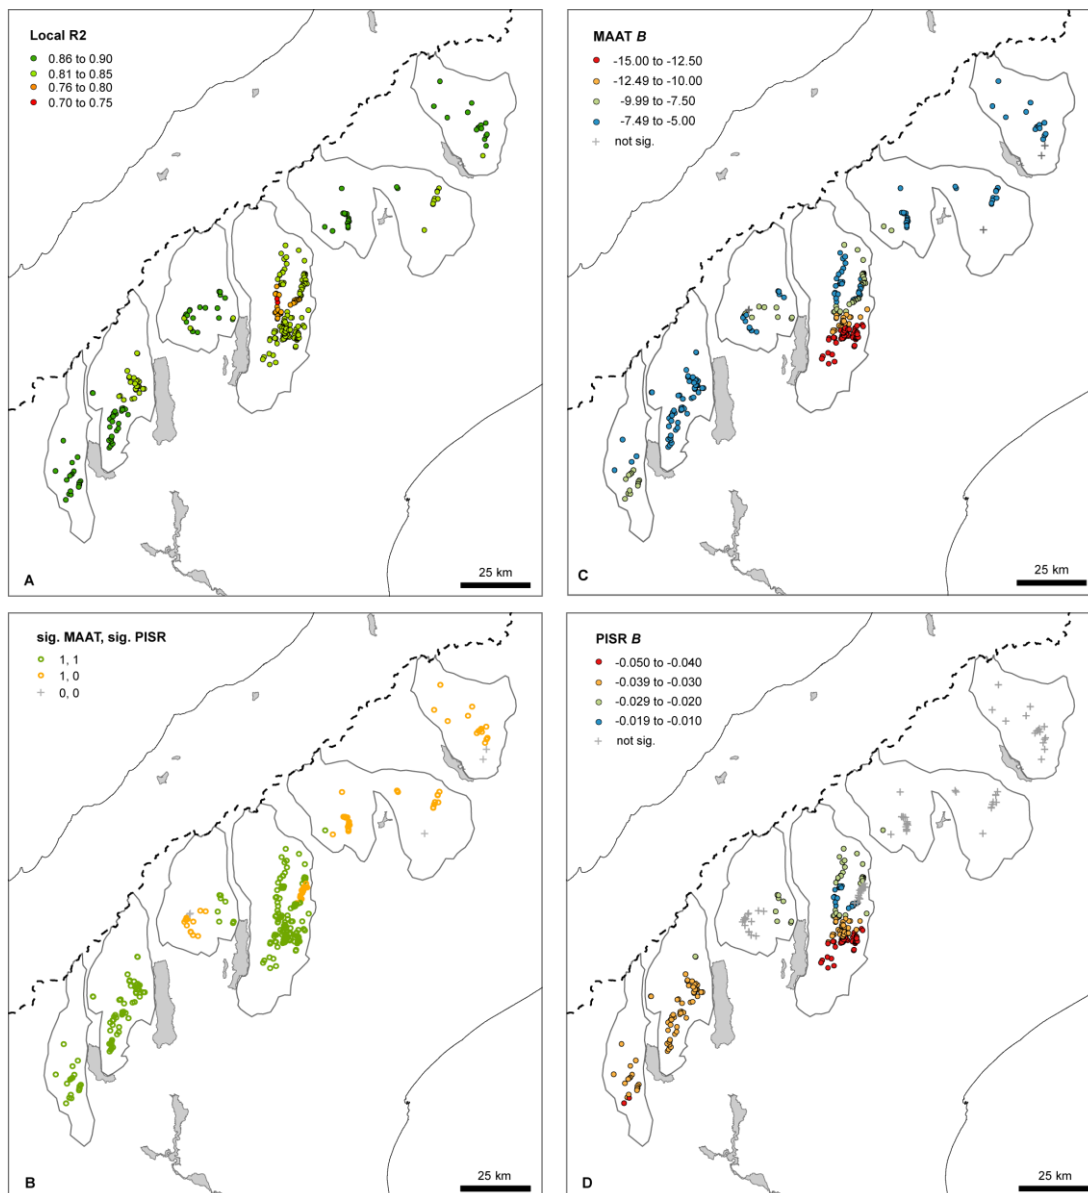 Local R2
0.86 to 0.90
0.81 to 0.85
0.76 to 0.80
0.70 to 0.75
25 km
A
MAAT B
-15.00 to -12.50
-12.49 to -10.00
-9.99 to -7.50
-7.49 to -5.00
not sig.
25 km
C
sig. MAAT, sig. PISR
1, 1
1, 0
0, 0
25 km
B
PISR B
-0.050 to -0.040
-0.039 to -0.030
-0.029 to -0.020
-0.019 to -0.010
not sig.
25 km
D